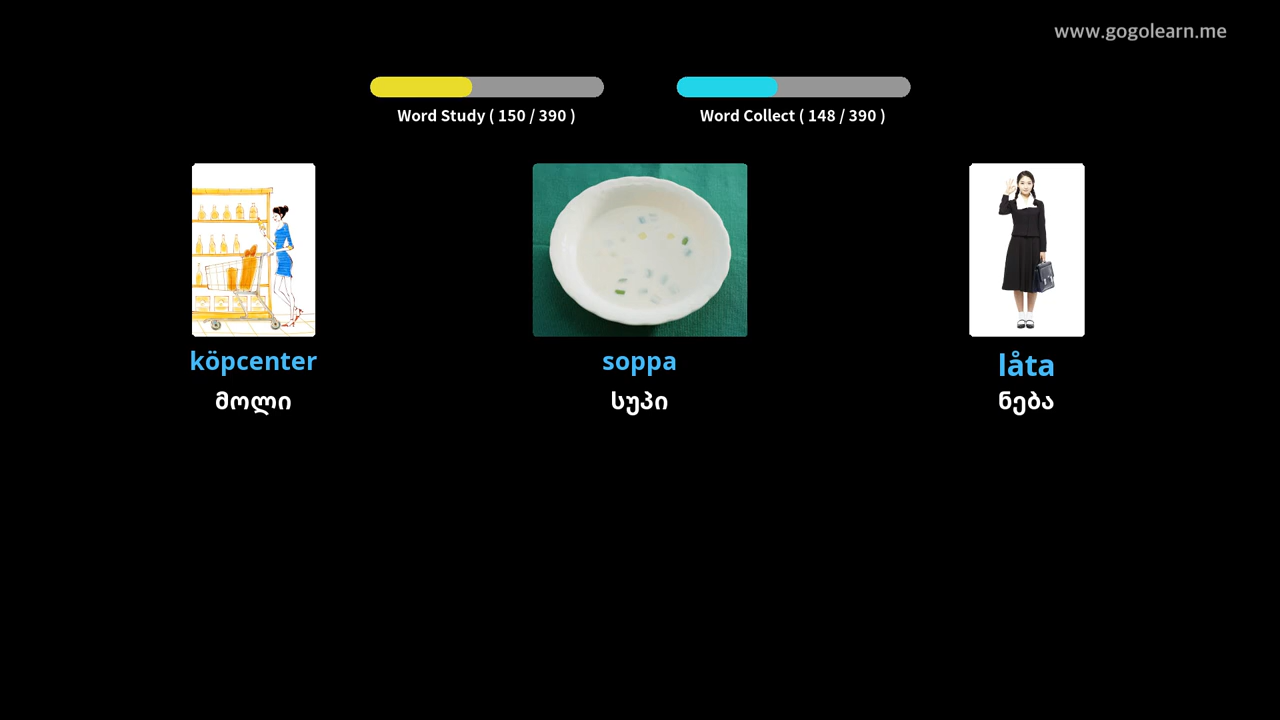 www.gogolearn.me
Word Study ( 150 / 390 )
Word Collect ( 148 / 390 )
köpcenter
soppa
låta
მოლი
სუპი
ნება